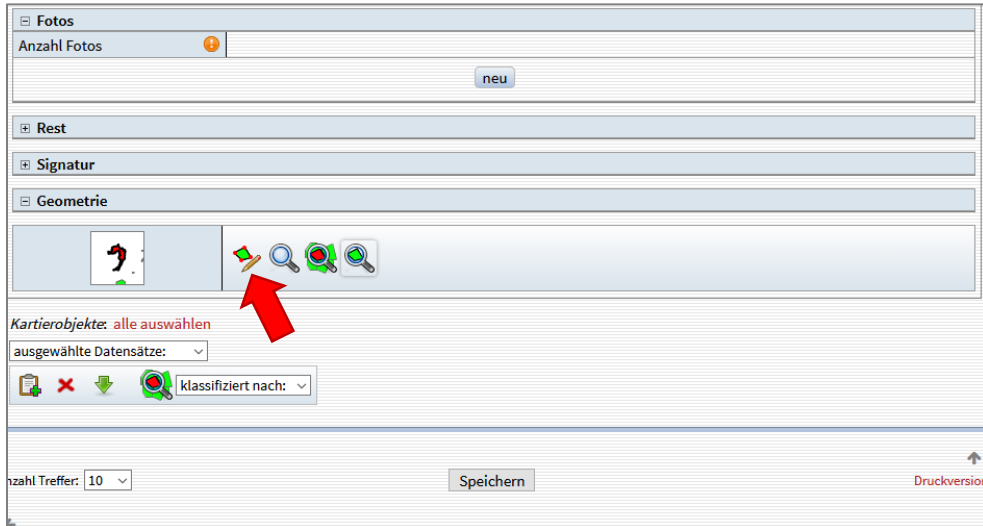 Fotos
Anzahl Fotos
neu
Rest
Signatur
Geometrie
Kartierobjekte: alle auswählen
ausgewählte Datensätze:
klassifiziert nach:
nzahl Treffer: 10 Speichern Druckversion